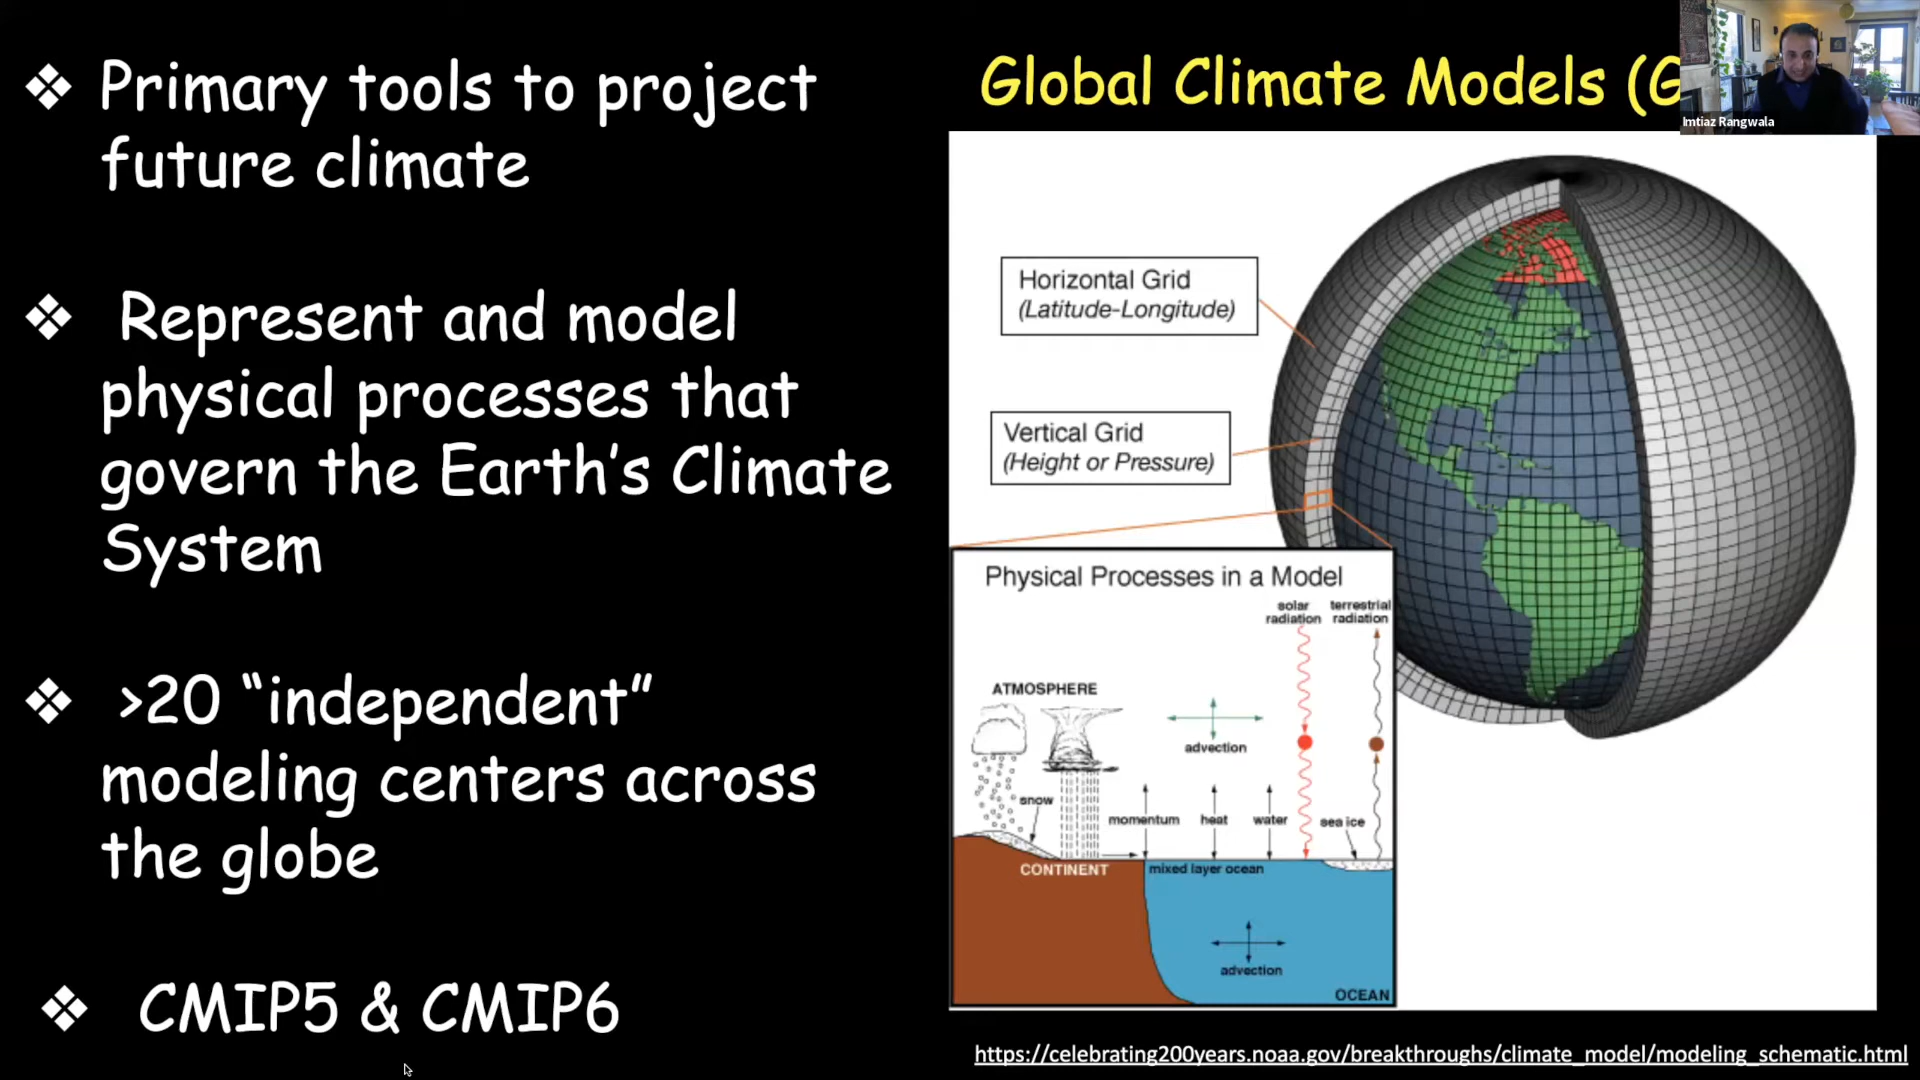 ❖ Primary tools to project
future climate
❖ Represent and model
physical processes that
govern the Earth's Climate
System
❖ >20 “independent”
modeling centers across
the globe
❖ CMIP5 & CMIP6
Global Climate Models (G
Imtiaz Rangwala
Horizontal Grid
(Latitude-Longitude)
Vertical Grid
(Height or Pressure)
Physical Processes in a Model
solar
radiation
terrestrial
radiation
ATMOSPHERE
advection
snow
momentum
heat
water
sea ice
CONTINENT
mixed layer ocean
advection
OCEAN
https://celebrating200years.noaa.gov/breakthroughs/climate_model/modeling_schematic.html